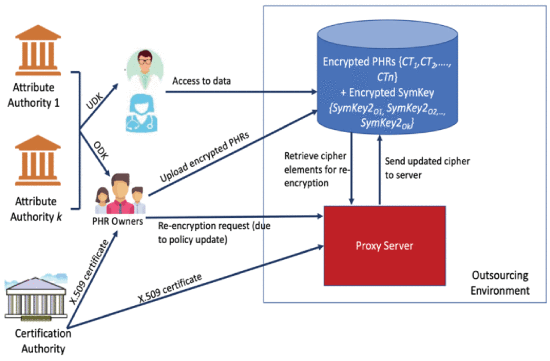 Attribute
Authority 1
UDK
Access to data
Encrypted PHRs {CT1,CT2,....,
CTn}
+ Encrypted SymKey
{SymKey2O1, SymKey2O2,..,
SymKey2Ok}
ODK
Attribute
Authority k
Upload encrypted PHRs
PHR Owners
Retrieve cipher
elements for re-
encryption
Send updated cipher
to server
Re-encryption request (due
to policy update)
Proxy Server
X.509 certificate
X.509 certificate
Outsourcing
Environment
Certification
Authority